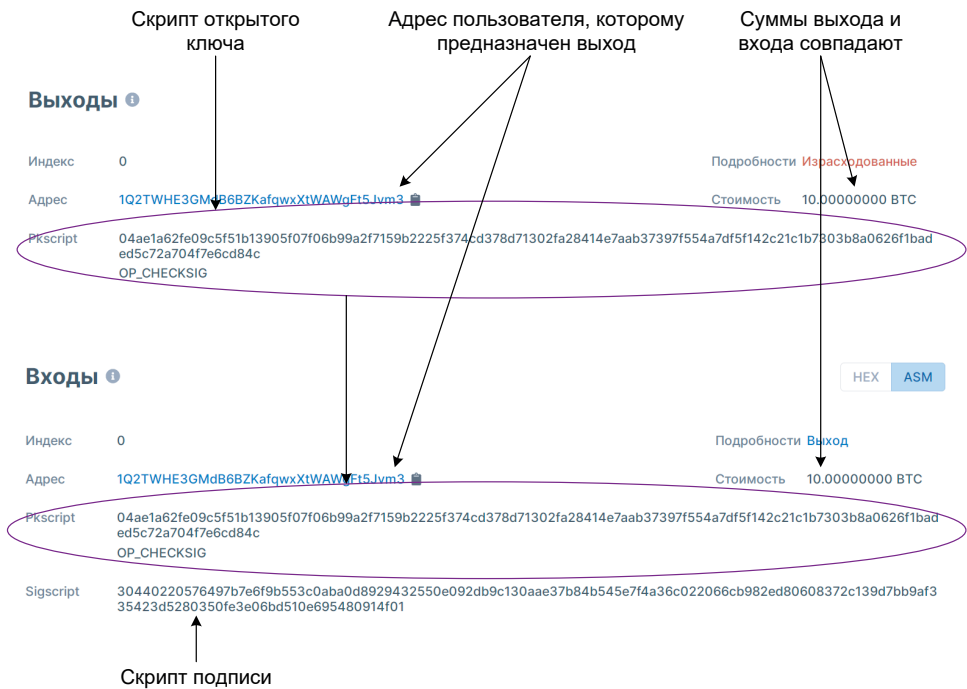 Скрипт открытого
ключа
Адрес пользователя, которому
предназначен выход
Суммы выхода и
входа совпадают
Выходы
Индекс 0 Подробности Израсходованные
Адрес 1Q2TWHE3GMdB6BZKafqwxXtWAWgFt5Jvm3 Стоимость 10.00000000 BTC
Pkscript 04ae1a62fe09c5f51b13905f07f06b99a2f7159b2225f374cd378d71302fa28414e7aab37397f554a7df5f142c21c1b7303b8a0626f1bad
ed5c72a704f7e6cd84c
OP_CHECKSIG
Входы HEX ASM
Индекс 0 Подробности Выход
Адрес 1Q2TWHE3GMdB6BZKafqwxXtWAWgFt5Jvm3 Стоимость 10.00000000 BTC
Pkscript 04ae1a62fe09c5f51b13905f07f06b99a2f7159b2225f374cd378d71302fa28414e7aab37397f554a7df5f142c21c1b7303b8a0626f1bad
ed5c72a704f7e6cd84c
OP_CHECKSIG
Sigscript 30440220576497b7e6f9b553c0aba0d8929432550e092db9c130aae37b84b545e7f4a36c022066cb982ed80608372c139d7bb9af3
35423d5280350fe3e06bd510e695480914f01
Скрипт подписи